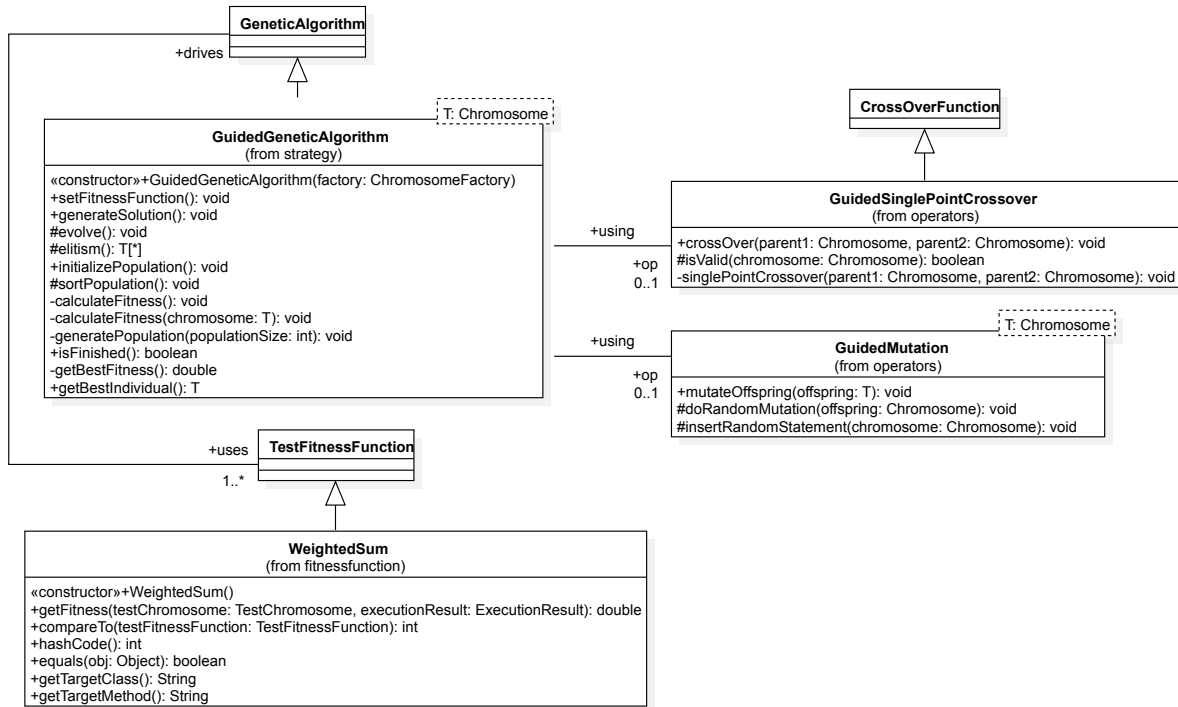 GeneticAlgorithm
+drives
T: Chromosome
GuidedGeneticAlgorithm
(from strategy)
«constructor»+GuidedGeneticAlgorithm(factory: ChromosomeFactory)
+setFitnessFunction(): void
+generateSolution(): void
#evolve(): void
#elitism(): T[*]
+initializePopulation(): void
#sortPopulation(): void
-calculateFitness(): void
-calculateFitness(chromosome: T): void
-generatePopulation(populationSize: int): void
+isFinished(): boolean
-getBestFitness(): double
+getBestIndividual(): T
CrossOverFunction
GuidedSinglePointCrossover
(from operators)
+crossOver(parent1: Chromosome, parent2: Chromosome): void
#isValid(chromosome: Chromosome): boolean
-singlePointCrossover(parent1: Chromosome, parent2: Chromosome): void
+using
+op
0..1
T: Chromosome
GuidedMutation
(from operators)
+mutateOffspring(offspring: T): void
#doRandomMutation(offspring: Chromosome): void
#insertRandomStatement(chromosome: Chromosome): void
+using
+op
0..1
TestFitnessFunction
+uses
1..*
WeightedSum
(from fitnessfunction)
«constructor»+WeightedSum()
+getFitness(testChromosome: TestChromosome, executionResult: ExecutionResult): double
+compareTo(testFitnessFunction: TestFitnessFunction): int
+hashCode(): int
+equals(obj: Object): boolean
+getTargetClass(): String
+getTargetMethod(): String